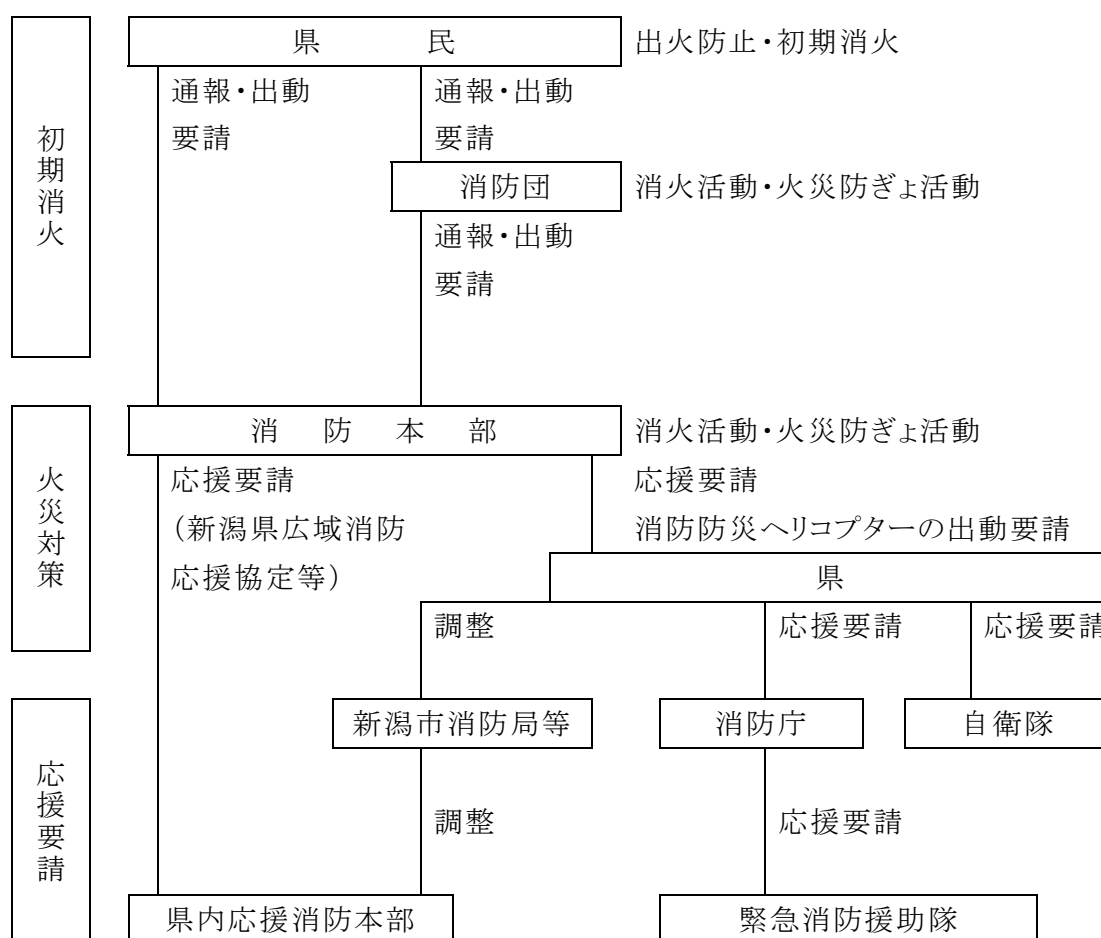 初期消火
県　　民
出火防止・初期消火
通報・出動
要請
通報・出動
要請
消防団
消火活動・火災防ぎょ活動
通報・出動
要請
火災対策
消　防　本　部
消火活動・火災防ぎょ活動
応援要請
（新潟県広域消防
応援協定等）
応援要請
消防防災ヘリコプターの出動要請
県
調整
応援要請
応援要請
応援要請
新潟市消防局等
消防庁
自衛隊
調整
応援要請
県内応援消防本部
緊急消防援助隊